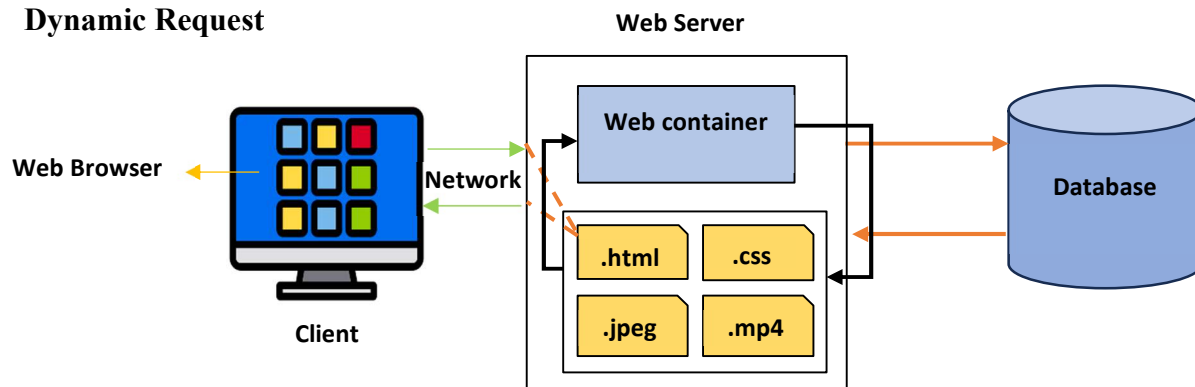 Dynamic Request
Web Server
Web container
Web Browser
Network
Database
.html
.css
.jpeg
.mp4
Client